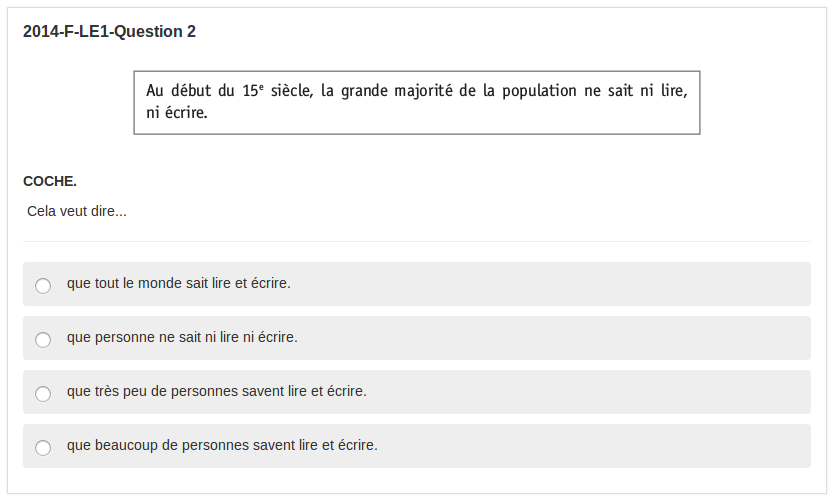 2014-F-LE1-Question 2
Au début du 15ᵉ siècle, la grande majorité de la population ne sait ni lire,
ni écrire.
COCHE.
Cela veut dire...
que tout le monde sait lire et écrire.
que personne ne sait ni lire ni écrire.
que très peu de personnes savent lire et écrire.
que beaucoup de personnes savent lire et écrire.